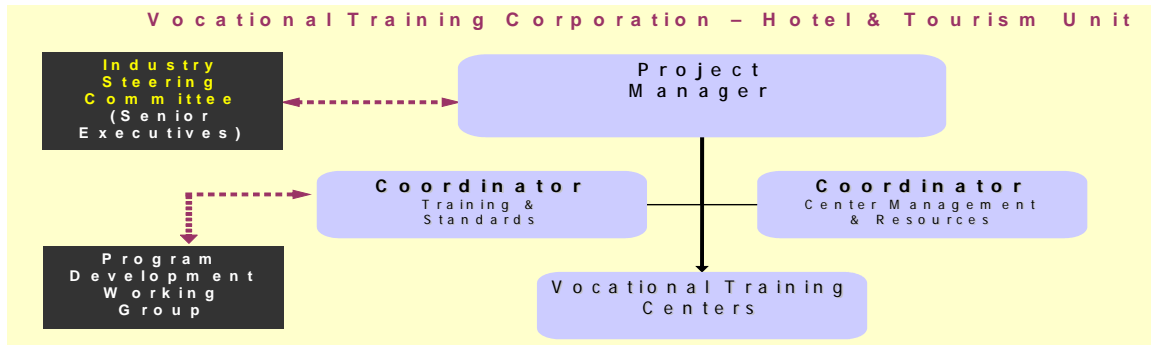 Vocational Training Corporation – Hotel & Tourism Unit
Industry
Steering
Committee
(Senior
Executives)
Project
Manager
Coordinator
Training &
Standards
Coordinator
Center Management
& Resources
Program
Development
Working
Group
Vocational Training
Centers